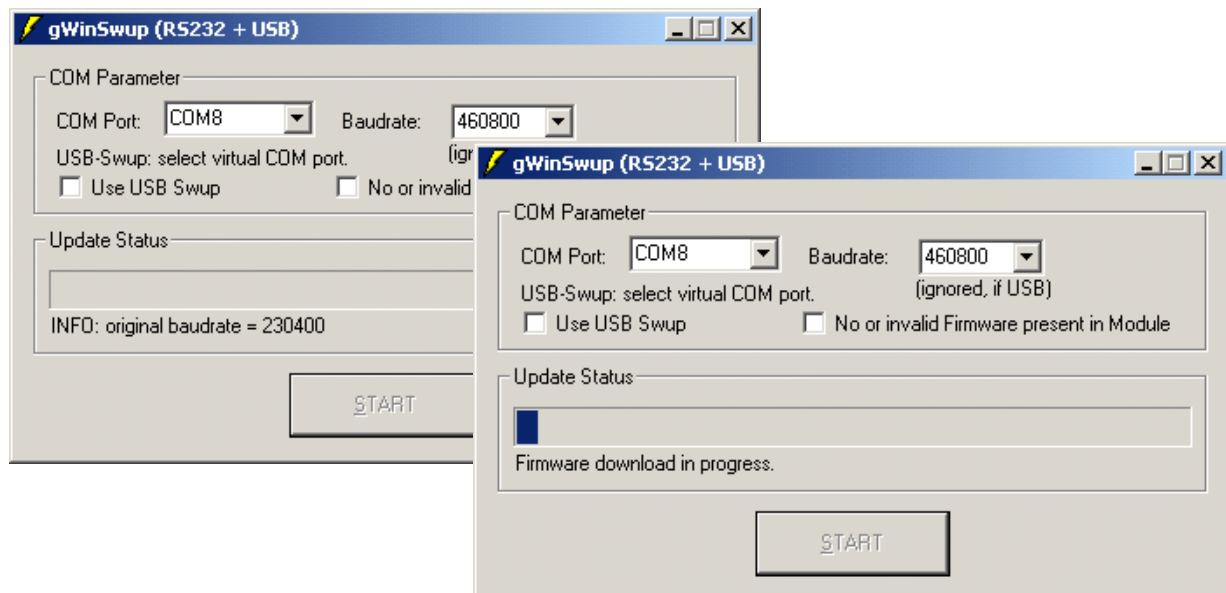 gWinSwup (RS232 + USB)
COM Parameter
COM Port: COM8 Baudrate: 460800
USB-Swup: select virtual COM port. (igr
Use USB Swup No or invalid
Update Status
INFO: original baudrate = 230400
START
gWinSwup (RS232 + USB)
COM Parameter
COM Port: COM8 Baudrate: 460800
USB-Swup: select virtual COM port. (ignored, if USB)
Use USB Swup No or invalid Firmware present in Module
Update Status
Firmware download in progress.
START